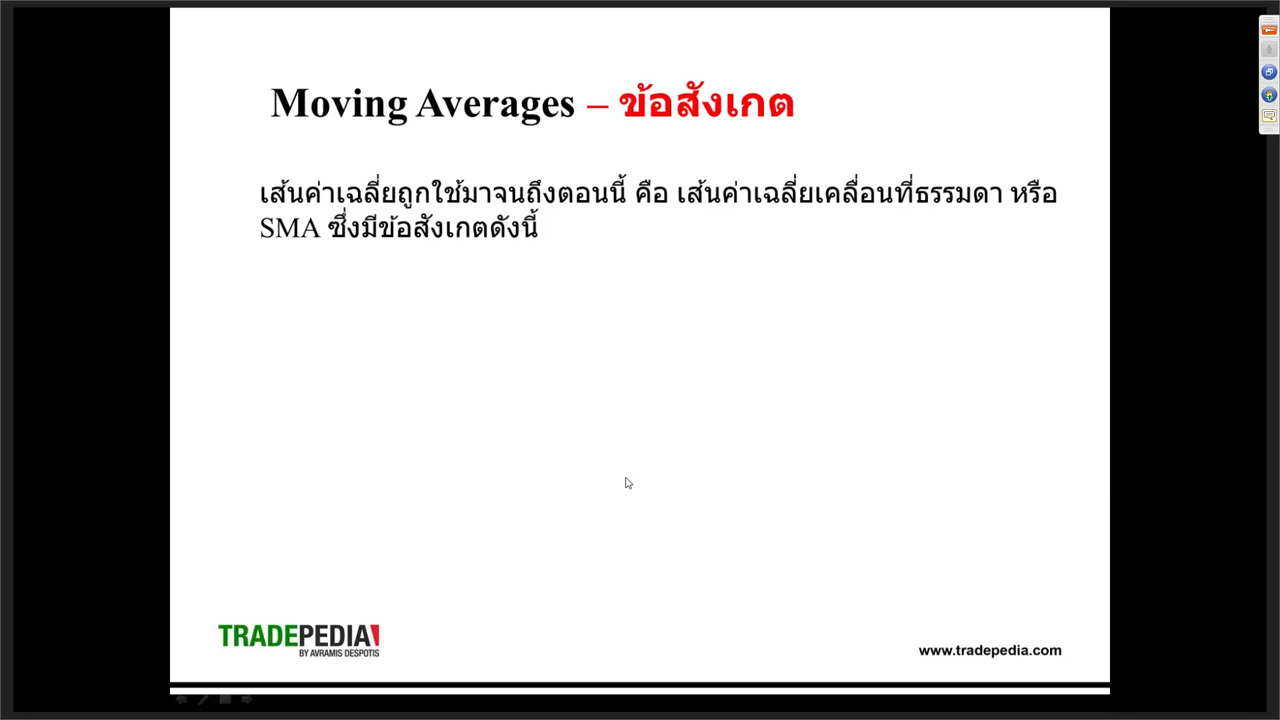 Moving Averages – ข้อสังเกต
เส้นค่าเฉลี่ยถูกใช้มาจนถึงตอนนี้ คือ เส้นค่าเฉลี่ยเคลื่อนที่ธรรมดา หรือ
SMA ซึ่งมีข้อสังเกตดังนี้
TRADEPEDIA
BY AVRAMIS DESPOTIS
www.tradepedia.com